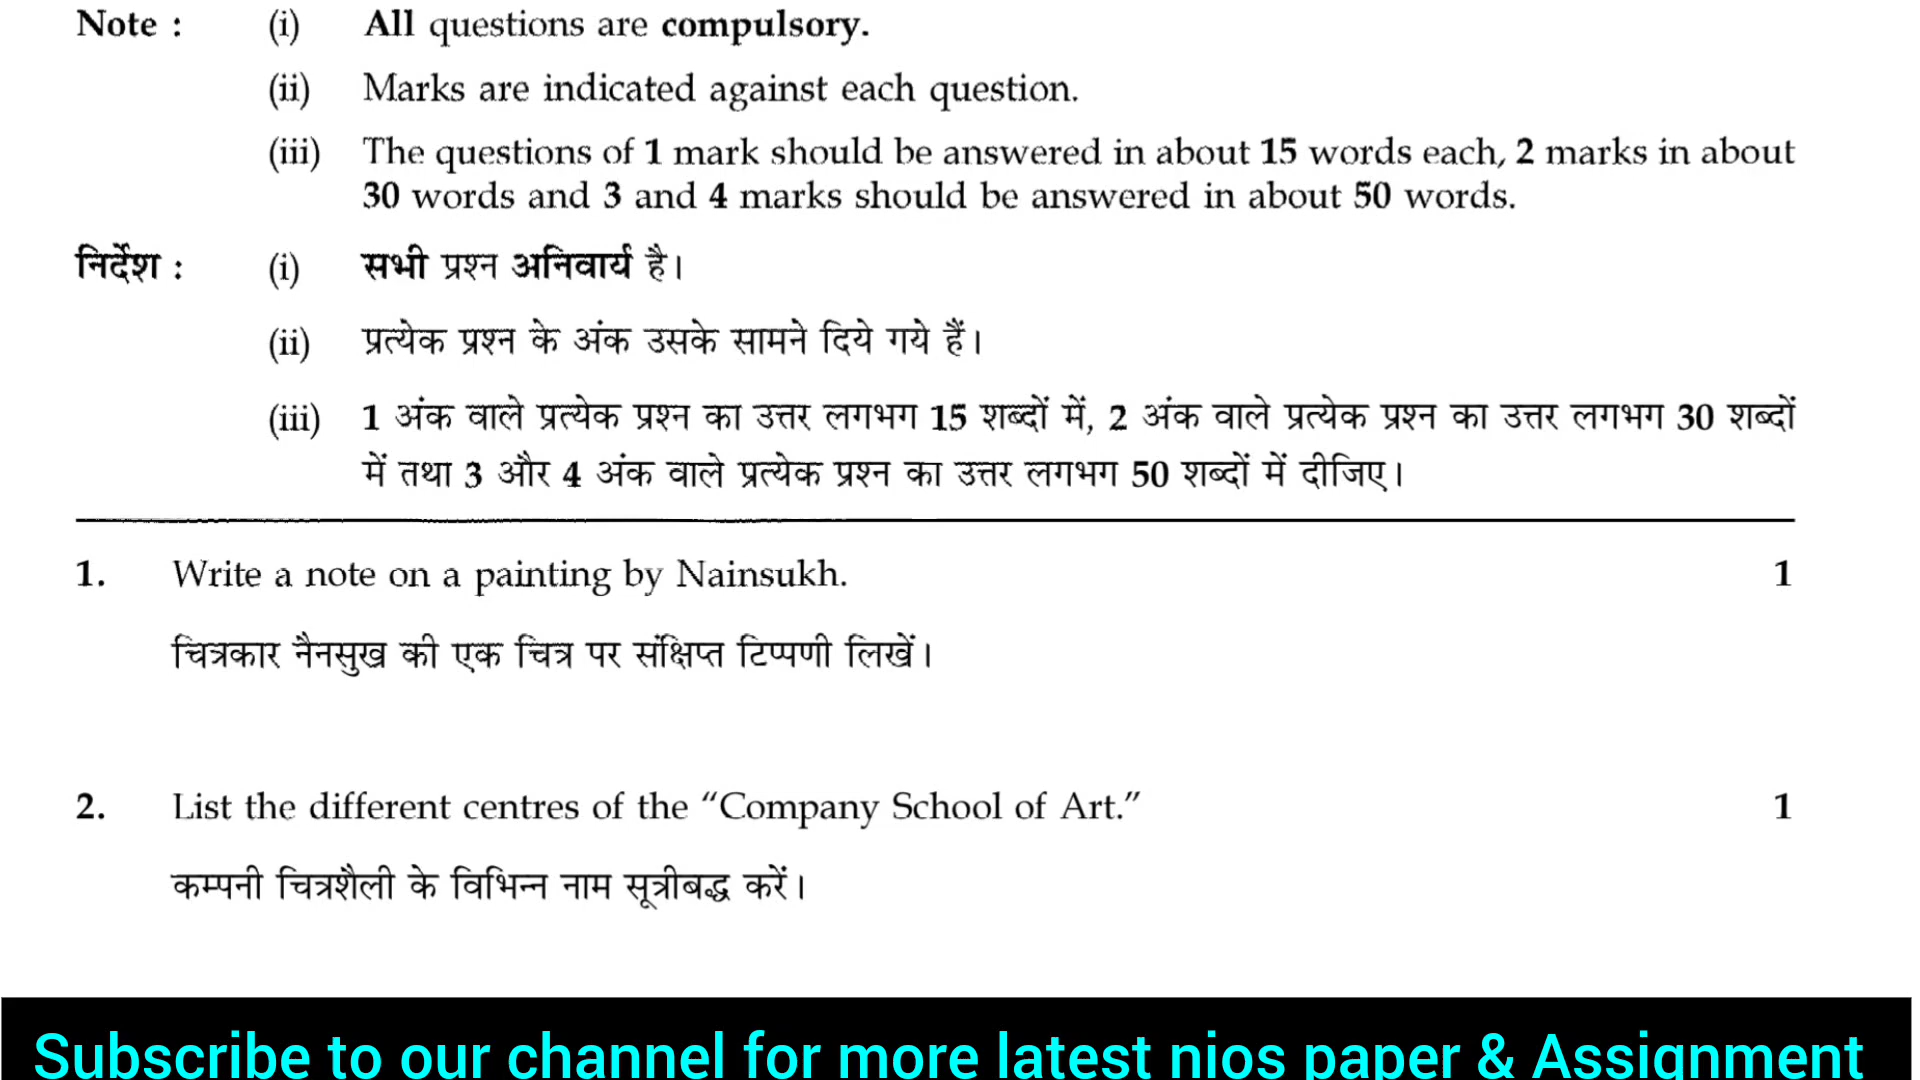 Note : (i) All questions are compulsory.
(ii) Marks are indicated against each question.
(iii) The questions of 1 mark should be answered in about 15 words each, 2 marks in about
30 words and 3 and 4 marks should be answered in about 50 words.
निर्देश : (i) सभी प्रश्न अनिवार्य है।
(ii) प्रत्येक प्रश्न के अंक उसके सामने दिये गये हैं।
(iii) 1 अंक वाले प्रत्येक प्रश्न का उत्तर लगभग 15 शब्दों में, 2 अंक वाले प्रत्येक प्रश्न का उत्तर लगभग 30 शब्दों
में तथा 3 और 4 अंक वाले प्रत्येक प्रश्न का उत्तर लगभग 50 शब्दों में दीजिए।
1. Write a note on a painting by Nainsukh. 1
चित्रकार नैनसुख की एक चित्र पर संक्षिप्त टिप्पणी लिखें।
2. List the different centres of the “Company School of Art.” 1
कम्पनी चित्रशैली के विभिन्न नाम सूत्रीबद्ध करें।
Subscribe to our channel for more latest nios paper & Assignment